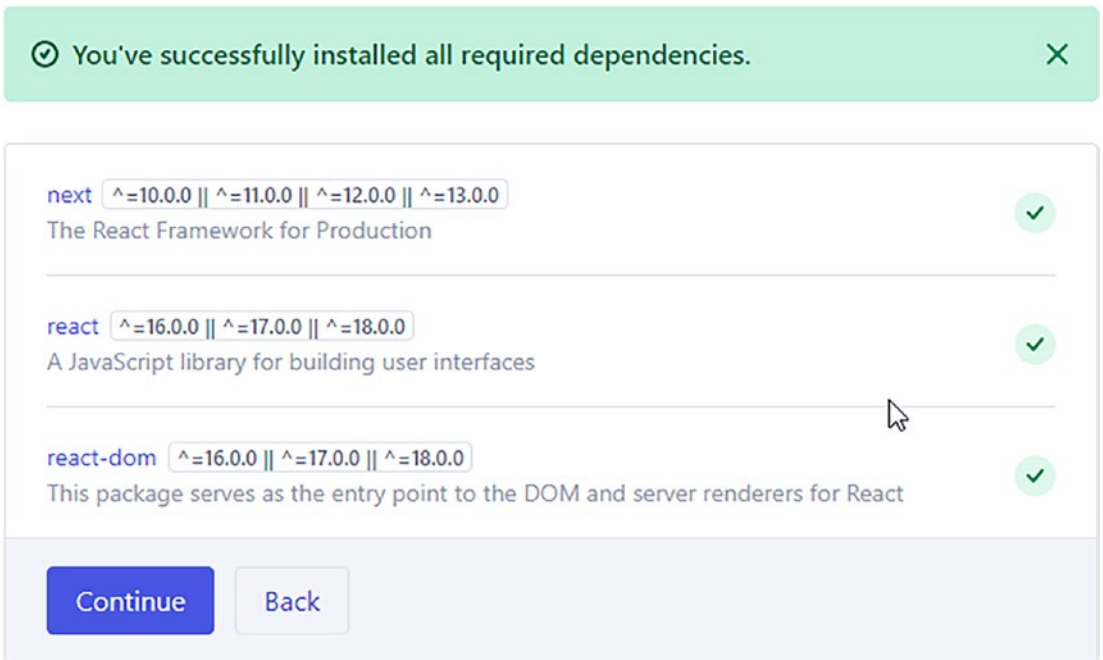 You've successfully installed all required dependencies.
next ^=10.0.0 || ^=11.0.0 || ^=12.0.0 || ^=13.0.0
The React Framework for Production
react ^=16.0.0 || ^=17.0.0 || ^=18.0.0
A JavaScript library for building user interfaces
react-dom ^=16.0.0 || ^=17.0.0 || ^=18.0.0
This package serves as the entry point to the DOM and server renderers for React
Continue Back